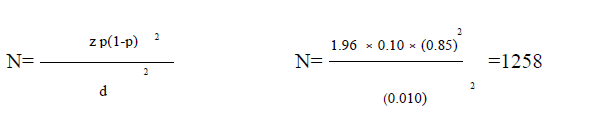 z p(1-p) 2
N= 2
d
1.96 × 0.10 × (0.85) 2
N= =1258
(0.010) 2